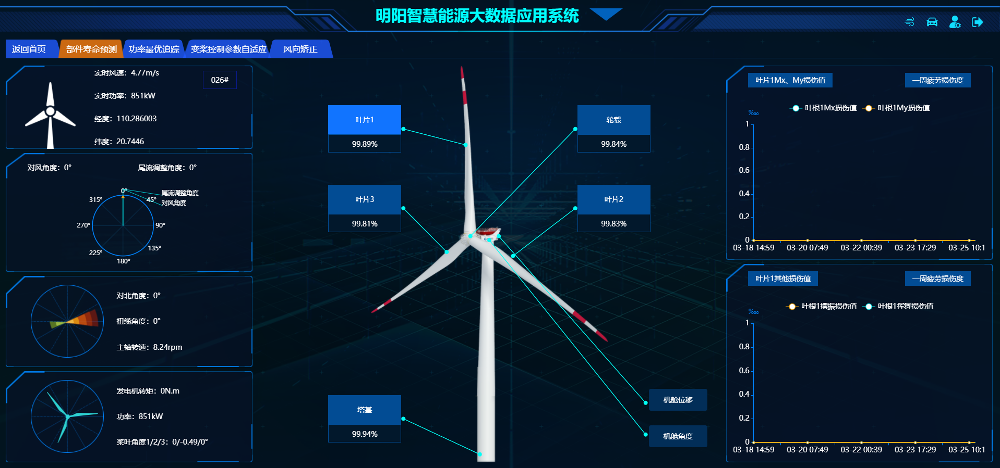 明阳智慧能源大数据应用系统
返回首页
部件寿命预测
功率最优追踪
变桨控制参数自适应
风向矫正
实时风速：4.77m/s
026#
实时功率：851kW
经度：110.286003
纬度：20.7446
对风角度：0°
尾流调整角度：0°
0°
45°
90°
135°
180°
225°
270°
315°
尾流调整角度
对风角度
对北角度：0°
扭缆角度：0°
主轴转速：8.24rpm
发电机转矩：0N.m
功率：851kW
桨叶角度1/2/3：0/-0.49/0°
叶片1
99.89%
轮毂
99.84%
叶片3
99.81%
叶片2
99.83%
塔基
99.94%
机舱位移
机舱角度
叶片1Mx、My损伤值
一周疲劳损伤度
叶根1Mx损伤值
叶根1My损伤值
‱
1
0.8
0.6
0.4
0.2
0
03-18 14:59
03-20 07:49
03-22 00:39
03-23 17:29
03-25 10:1
叶片1其他损伤值
一周疲劳损伤度
叶根1摆振损伤值
叶根1挥舞损伤值
‱
1
0.8
0.6
0.4
0.2
0
03-18 14:59
03-20 07:49
03-22 00:39
03-23 17:29
03-25 10:1